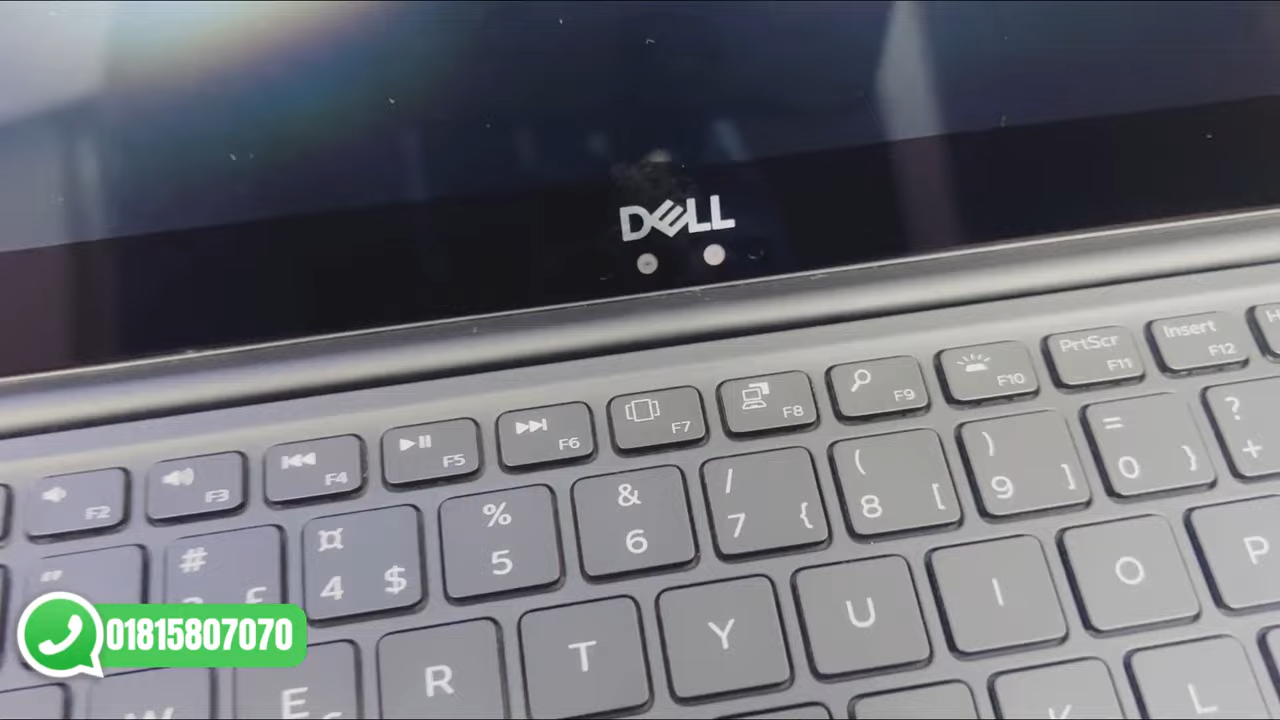 DELL
F2 F3 F4 F5 F6 F7 F8 F9 F10 PrtScr F11 Insert F12 H
" # £ ¤ 4 $ % 5 & 6 / 7 { ( 8 [ ) 9 ] = 0 } ? +
W E R T Y U I O P
K L
01815807070